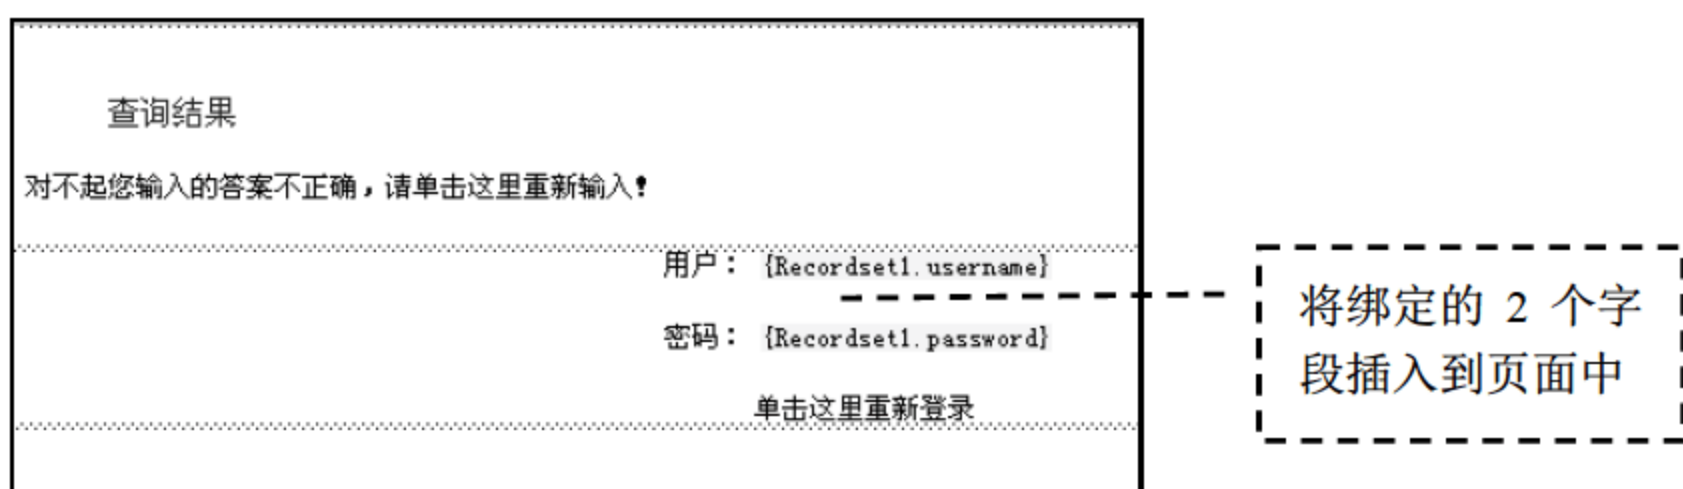 查询结果
对不起您输入的答案不正确，请单击这里重新输入！
用户： {Recordset1.username}
密码： {Recordset1.password}
单击这里重新登录
将绑定的 2 个字
段插入到页面中